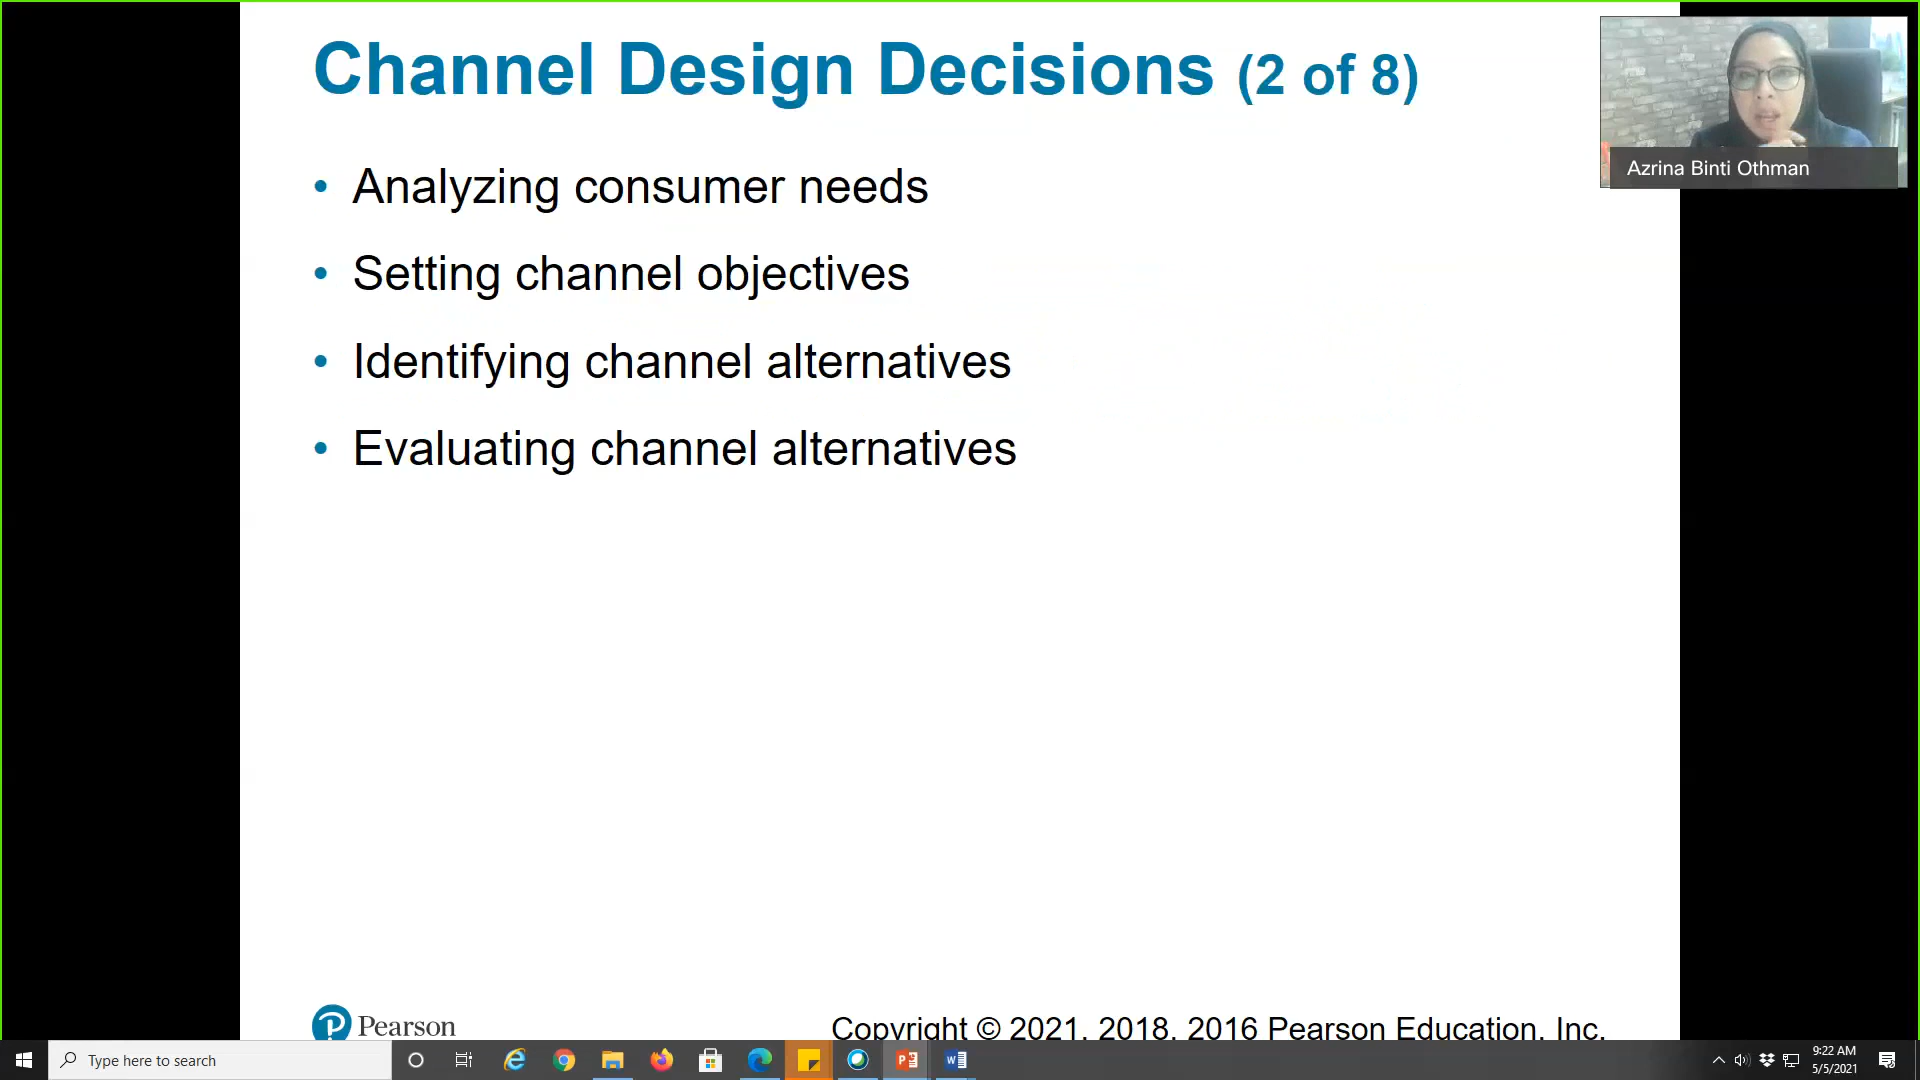 Channel Design Decisions (2 of 8)
Azrina Binti Othman
• Analyzing consumer needs
• Setting channel objectives
• Identifying channel alternatives
• Evaluating channel alternatives
Pearson
Copyright © 2021, 2018, 2016 Pearson Education, Inc.
Type here to search
9:22 AM
5/5/2021